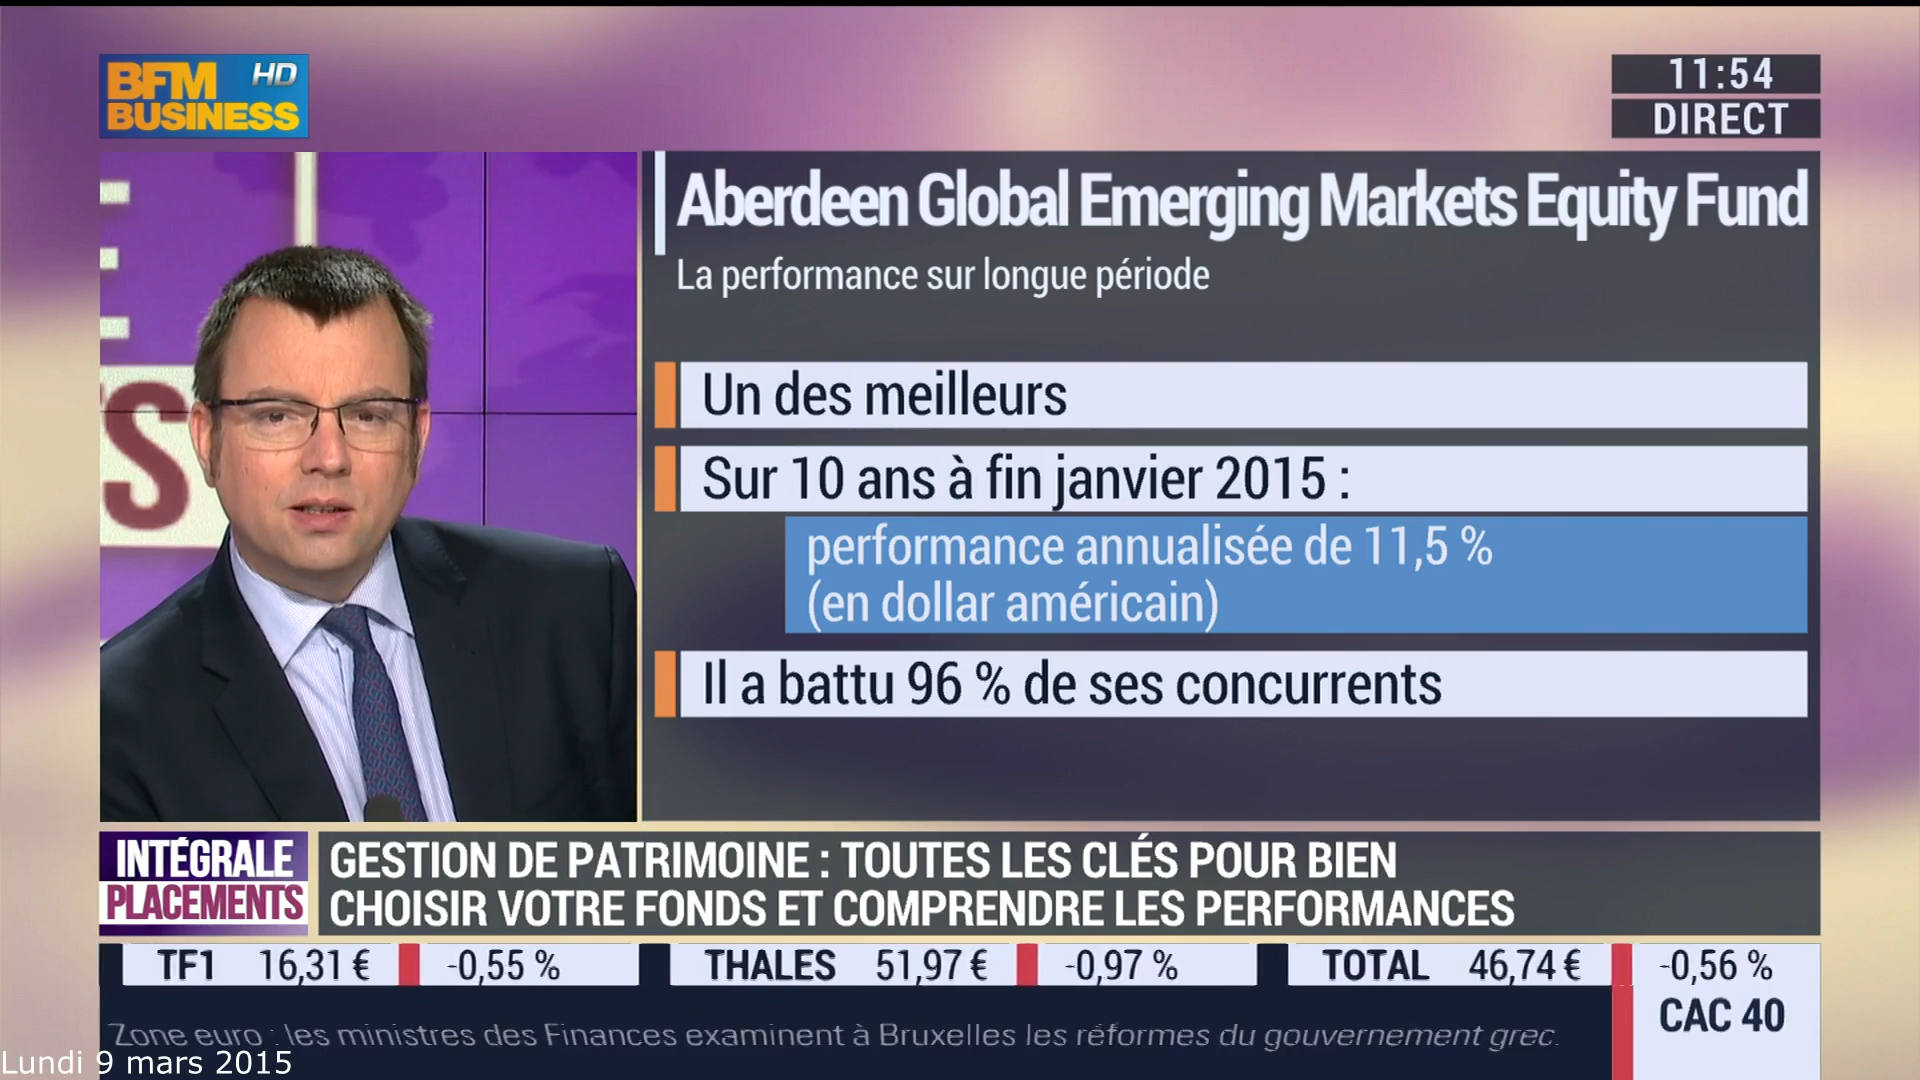 BFM HD
BUSINESS
11:54
DIRECT
E
E
E
TS
Aberdeen Global Emerging Markets Equity Fund
La performance sur longue période
Un des meilleurs
Sur 10 ans à fin janvier 2015 :
performance annualisée de 11,5 %
(en dollar américain)
Il a battu 96 % de ses concurrents
INTÉGRALE
PLACEMENTS
GESTION DE PATRIMOINE : TOUTES LES CLÉS POUR BIEN
CHOISIR VOTRE FONDS ET COMPRENDRE LES PERFORMANCES
TF1 16,31 € -0,55 % THALES 51,97 € -0,97 % TOTAL 46,74 € -0,56 %
CAC 40
Zone euro : les ministres des Finances examinent à Bruxelles les réformes du gouvernement grec.
Lundi 9 mars 2015